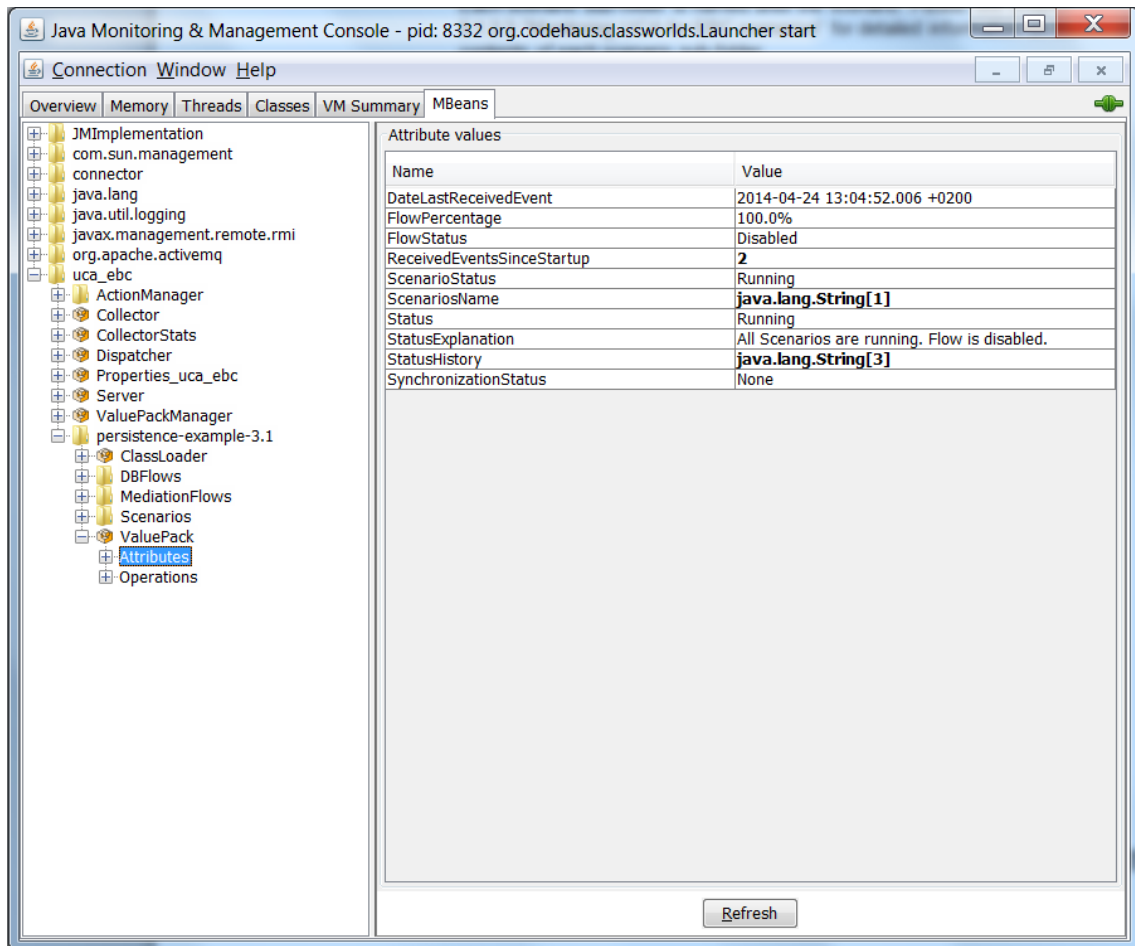 Java Monitoring & Management Console - pid: 8332 org.codehaus.classworlds.Launcher start
Connection Window Help
Overview Memory Threads Classes VM Summary MBeans
JMImplementation
com.sun.management
connector
java.lang
java.util.logging
javax.management.remote.rmi
org.apache.activemq
uca_ebc
ActionManager
Collector
CollectorStats
Dispatcher
Properties_uca_ebc
Server
ValuePackManager
persistence-example-3.1
ClassLoader
DBFlows
MediationFlows
Scenarios
ValuePack
Attributes
Operations
Attribute values
Name Value
DateLastReceivedEvent 2014-04-24 13:04:52.006 +0200
FlowPercentage 100.0%
FlowStatus Disabled
ReceivedEventsSinceStartup 2
ScenarioStatus Running
ScenariosName java.lang.String[1]
Status Running
StatusExplanation All Scenarios are running. Flow is disabled.
StatusHistory java.lang.String[3]
SynchronizationStatus None
Refresh